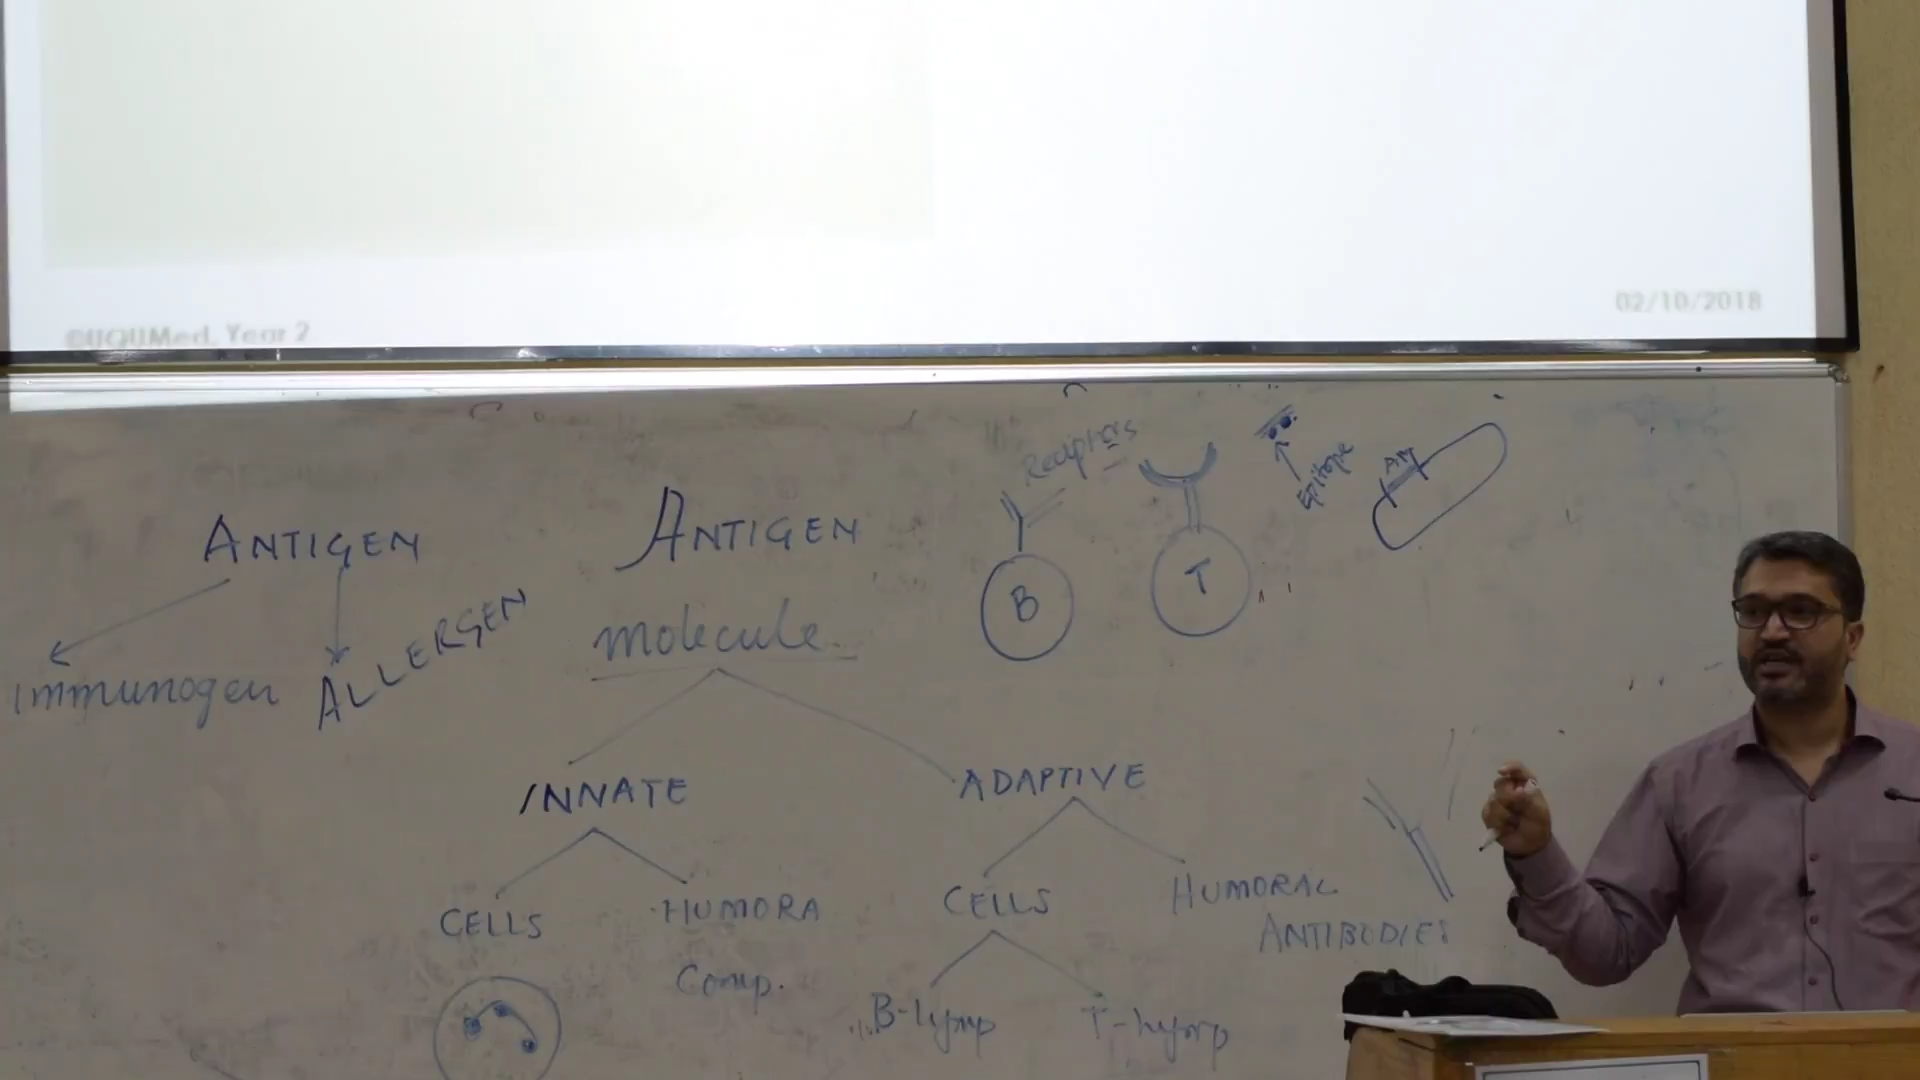 ©UQUMed, Year 2
02/10/2018
Receptors
Epitope
ANTIGEN
ANTIGEN
B
T
Immunogen
ALLERGEN
molecule
INNATE
ADAPTIVE
CELLS
HUMORA
CELLS
HUMORAL
ANTIBODIES
Comp.
B-lymp
T-lymp